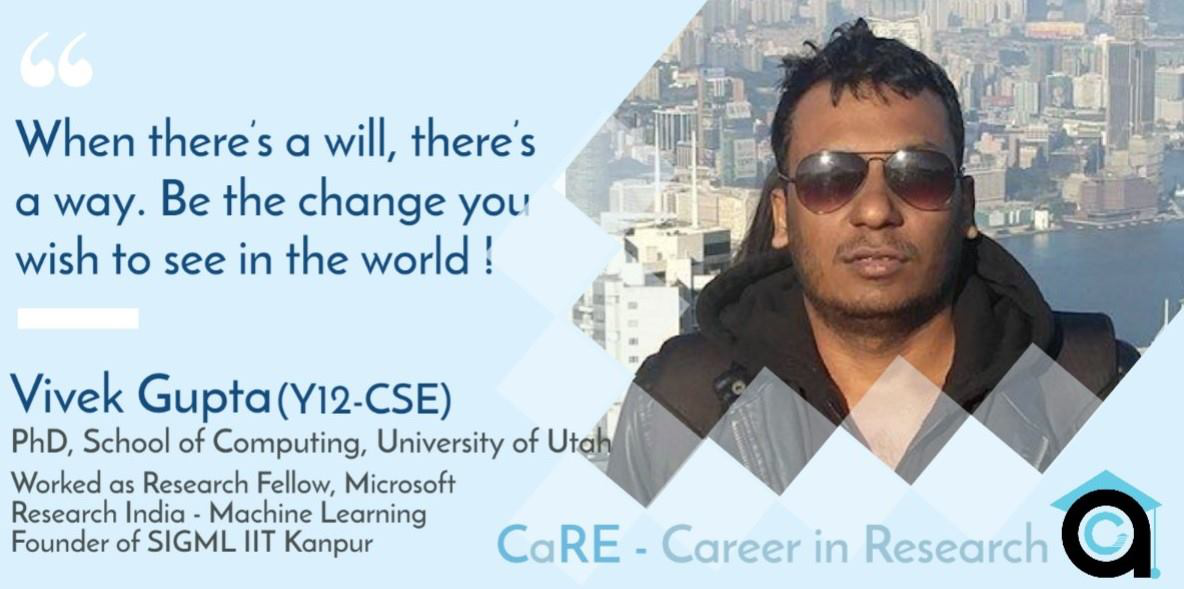 “
When there's a will, there's
a way. Be the change you
wish to see in the world !
Vivek Gupta (Y12-CSE)
PhD, School of Computing, University of Utah
Worked as Research Fellow, Microsoft
Research India - Machine Learning
Founder of SIGML IIT Kanpur
CaRE - Career in Research